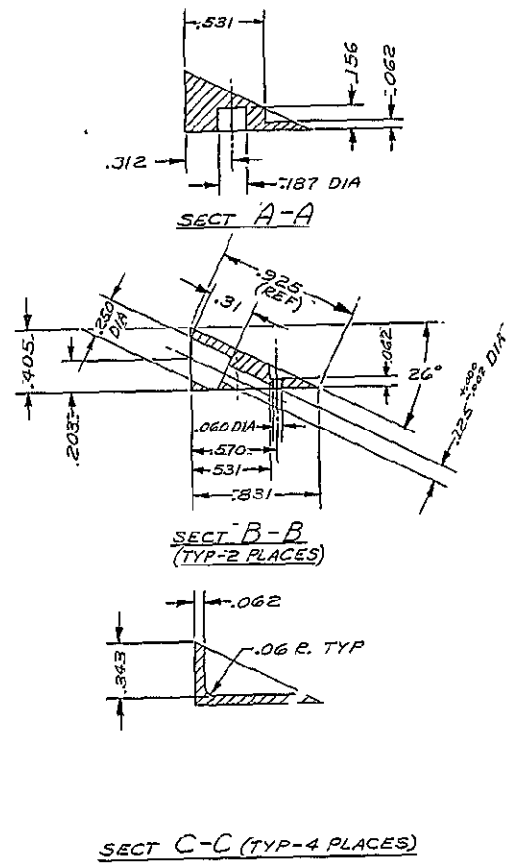 .531
.156
.062
.312
.187 DIA
SECT A-A
.925
(REF)
.31
.250
DIA
.405
.203
.062
26°
.125 +.000
-.002 DIA
.060 DIA
.570
.531
.831
SECT B-B
(TYP-2 PLACES)
.062
.343
.06 R. TYP
SECT C-C (TYP-4 PLACES)